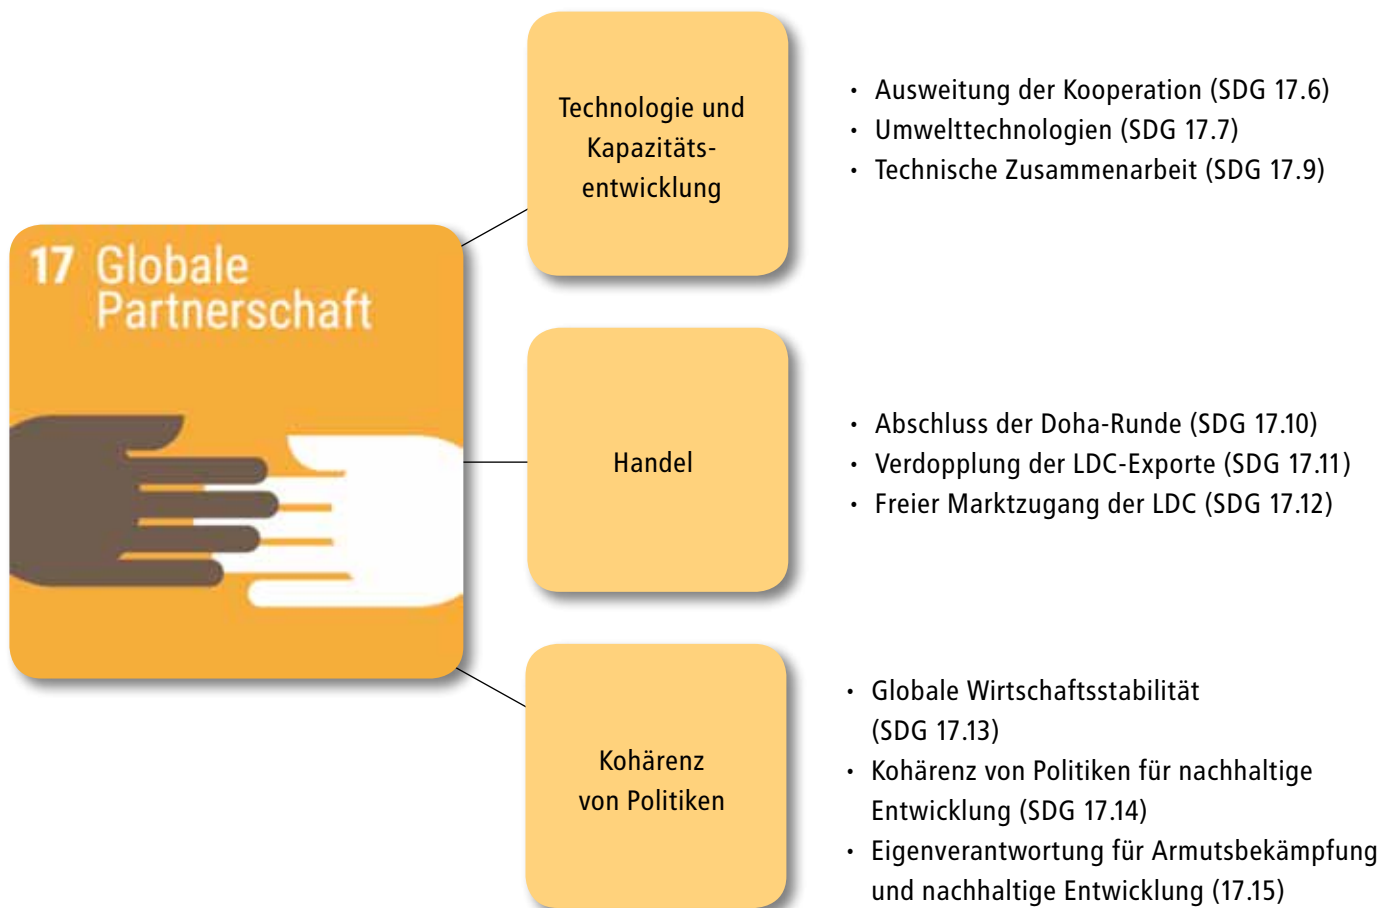 17 Globale
Partnerschaft
Technologie und
Kapazitäts-
entwicklung
• Ausweitung der Kooperation (SDG 17.6)
• Umwelttechnologien (SDG 17.7)
• Technische Zusammenarbeit (SDG 17.9)
Handel
• Abschluss der Doha-Runde (SDG 17.10)
• Verdopplung der LDC-Exporte (SDG 17.11)
• Freier Marktzugang der LDC (SDG 17.12)
Kohärenz
von Politiken
• Globale Wirtschaftsstabilität
(SDG 17.13)
• Kohärenz von Politiken für nachhaltige
Entwicklung (SDG 17.14)
• Eigenverantwortung für Armutsbekämpfung
und nachhaltige Entwicklung (17.15)